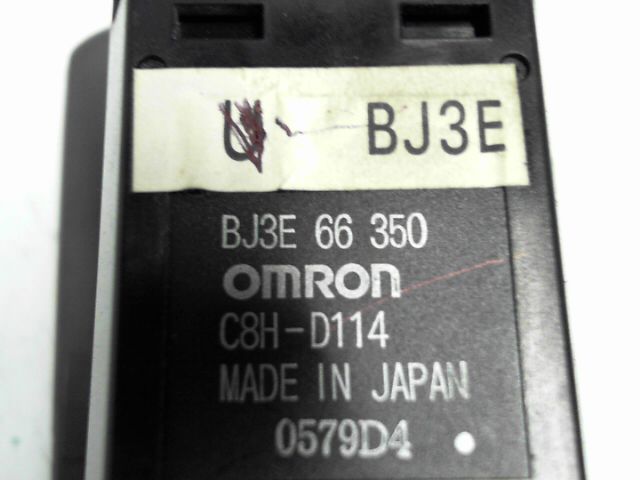 U BJ3E
BJ3E 66 350
OMRON
C8H-D114
MADE IN JAPAN
0579D4